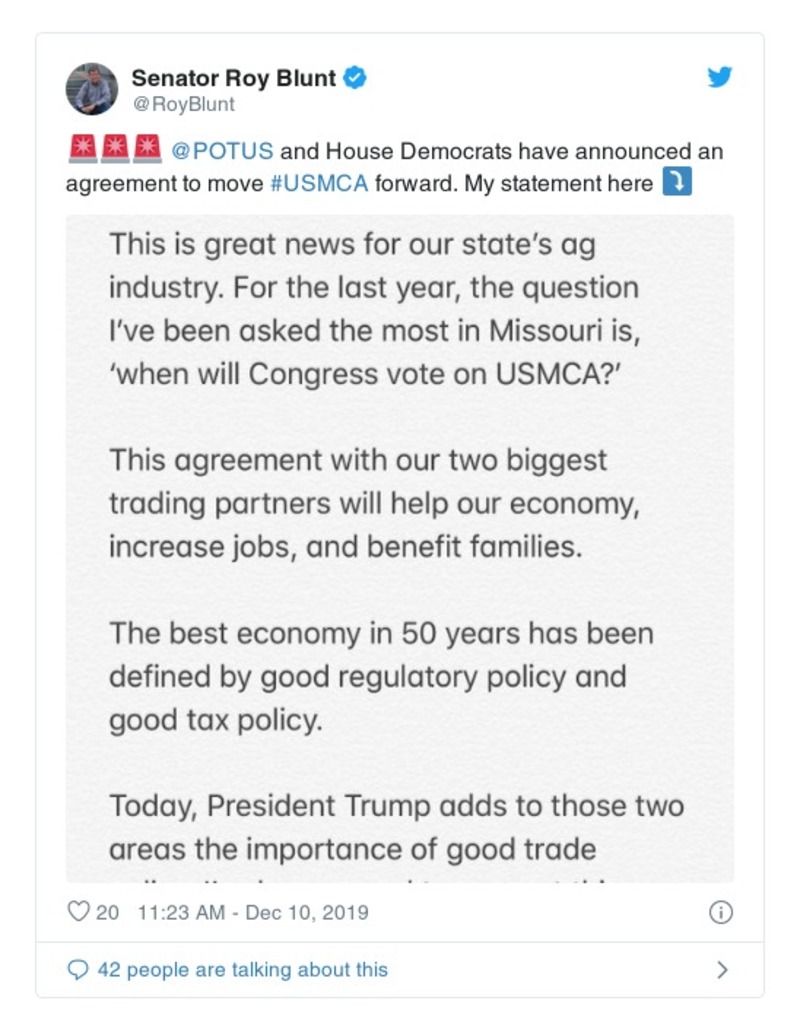 Senator Roy Blunt
@RoyBlunt
🚨🚨🚨 @POTUS and House Democrats have announced an
agreement to move #USMCA forward. My statement here ⤵️
This is great news for our state's ag
industry. For the last year, the question
I've been asked the most in Missouri is,
'when will Congress vote on USMCA?'
This agreement with our two biggest
trading partners will help our economy,
increase jobs, and benefit families.
The best economy in 50 years has been
defined by good regulatory policy and
good tax policy.
Today, President Trump adds to those two
areas the importance of good trade
20 11:23 AM - Dec 10, 2019
42 people are talking about this